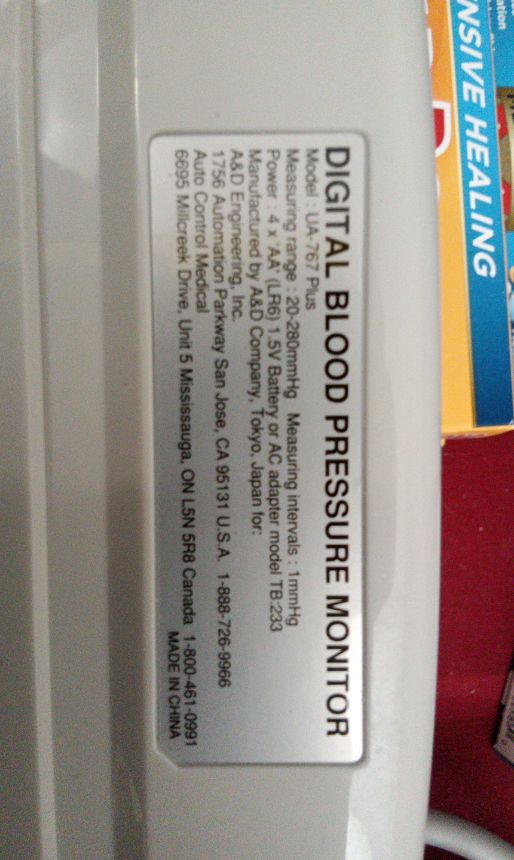 DIGITAL BLOOD PRESSURE MONITOR
Model : UA-767 Plus
Measuring range : 20-280mmHg Measuring intervals : 1mmHg
Power : 4 x 'AA' (LR6) 1.5V Battery or AC adapter model TB-233
Manufactured by A&D Company, Tokyo, Japan for:
A&D Engineering, Inc.
1756 Automation Parkway San Jose, CA 95131 U.S.A. 1-888-726-9966
Auto Control Medical
6695 Millcreek Drive, Unit 5 Mississauga, ON L5N 5R8 Canada 1-800-461-0991
MADE IN CHINA
HEALING